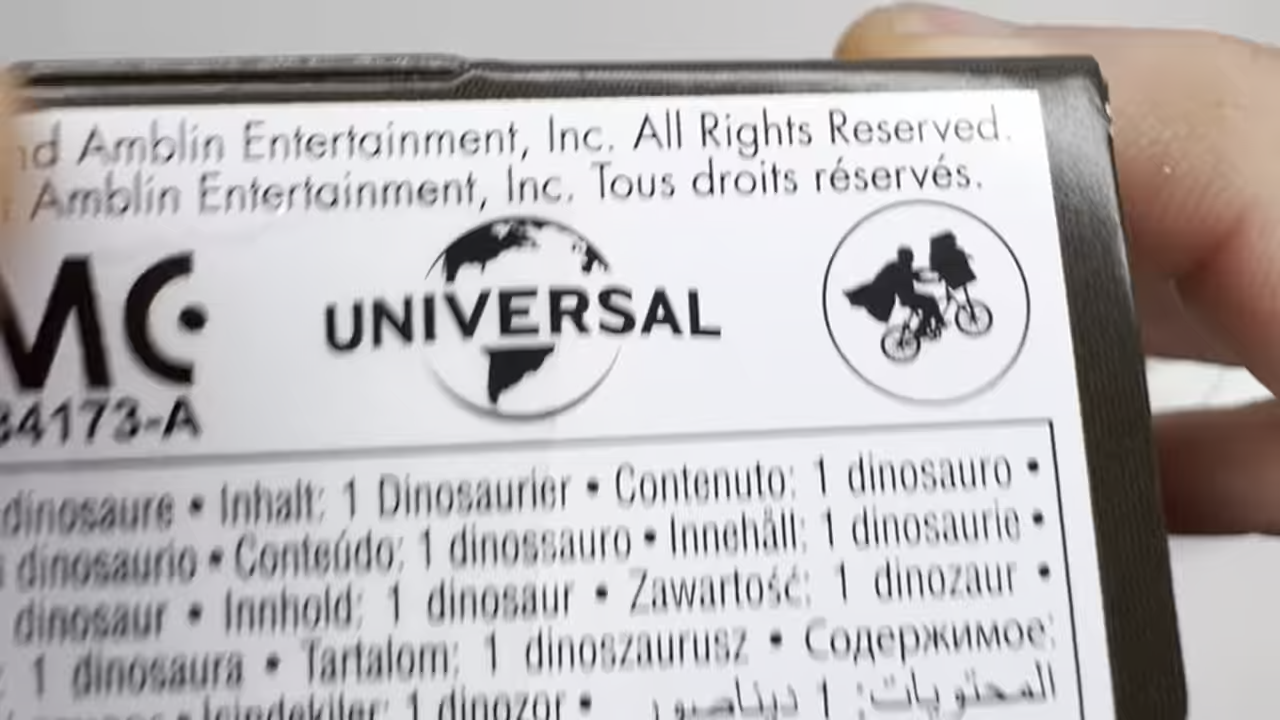 Amblin Entertainment, Inc. All Rights Reserved.
Amblin Entertainment, Inc. Tous droits réservés.
UNIVERSAL
34173-A
dinosaure • Inhalt: 1 Dinosaurier • Contenuto: 1 dinosauro •
dinosaurio • Conteúdo: 1 dinossauro • Innehåll: 1 dinosaurie •
dinosaur • Innhold: 1 dinosaur • Zawartość: 1 dinozaur •
1 dinosaura • Tartalom: 1 dinoszaurusz • Содержимое:
İçindekiler: 1 dinozor • المحتويات: 1 ديناصور